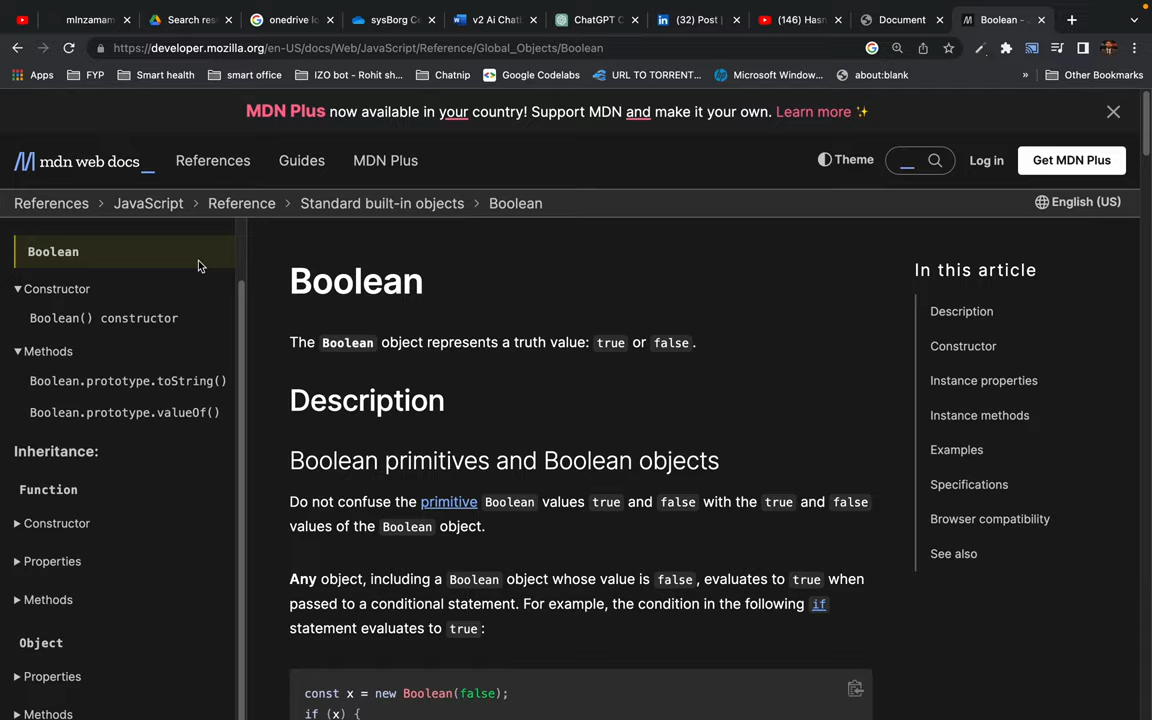 mlnzamam
Search res
onedrive lo
sysBorg Co
v2 Ai Chatl
ChatGPT C
(32) Post |
(146) Hasn
Document
Boolean - J
https://developer.mozilla.org/en-US/docs/Web/JavaScript/Reference/Global_Objects/Boolean
Apps FYP Smart health smart office IZO bot - Rohit sh... Chatnip Google Codelabs URL TO TORRENT... Microsoft Window... about:blank » Other Bookmarks
MDN Plus now available in your country! Support MDN and make it your own. Learn more ✨
mdn web docs_ References Guides MDN Plus Theme Log in Get MDN Plus
References > JavaScript > Reference > Standard built-in objects > Boolean English (US)
Boolean
Constructor
Boolean() constructor
Methods
Boolean.prototype.toString()
Boolean.prototype.valueOf()
Inheritance:
Function
Constructor
Properties
Methods
Object
Properties
Methods
Boolean
The Boolean object represents a truth value: true or false.
Description
Boolean primitives and Boolean objects
Do not confuse the primitive Boolean values true and false with the true and false
values of the Boolean object.
Any object, including a Boolean object whose value is false, evaluates to true when
passed to a conditional statement. For example, the condition in the following if
statement evaluates to true:
const x = new Boolean(false);
if (x) {
In this article
Description
Constructor
Instance properties
Instance methods
Examples
Specifications
Browser compatibility
See also